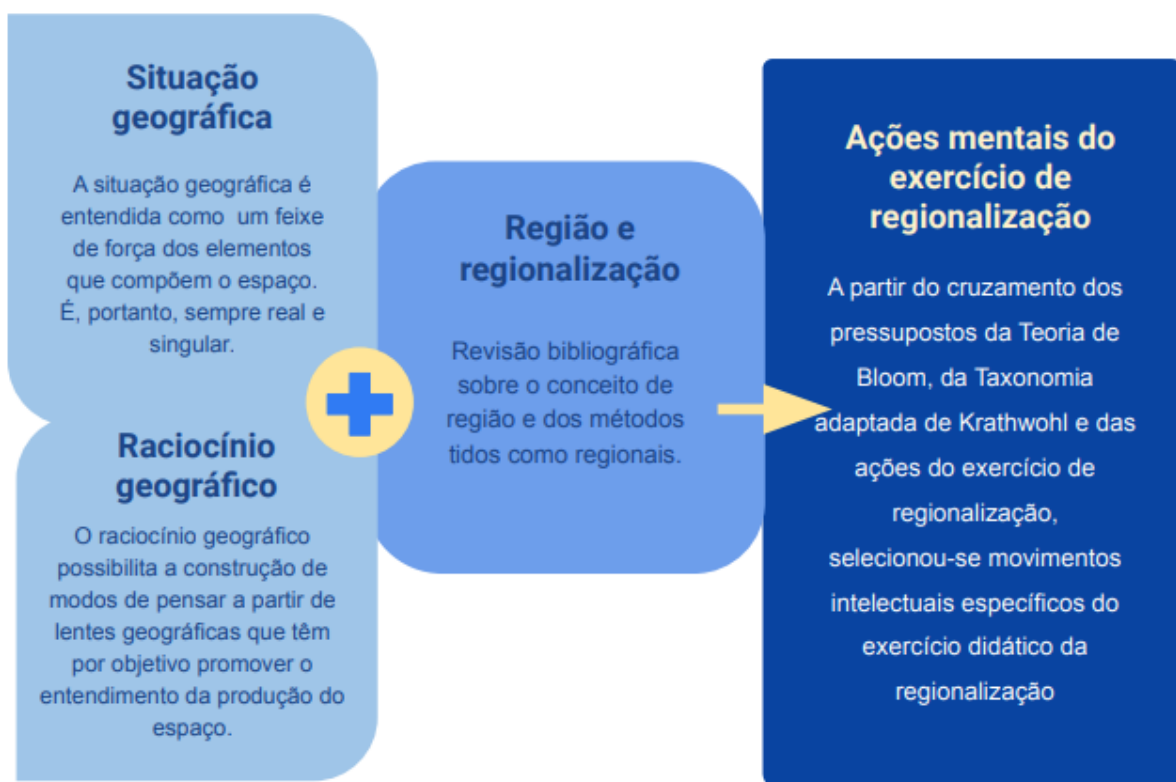 Situação
geográfica
A situação geográfica é
entendida como um feixe
de força dos elementos
que compõem o espaço.
É, portanto, sempre real e
singular.
Raciocínio
geográfico
O raciocínio geográfico
possibilita a construção de
modos de pensar a partir de
lentes geográficas que têm
por objetivo promover o
entendimento da produção do
espaço.
Região e
regionalização
Revisão bibliográfica
sobre o conceito de
região e dos métodos
tidos como regionais.
Ações mentais do
exercício de
regionalização
A partir do cruzamento dos
pressupostos da Teoria de
Bloom, da Taxonomia
adaptada de Krathwohl e das
ações do exercício de
regionalização,
selecionou-se movimentos
intelectuais específicos do
exercício didático da
regionalização